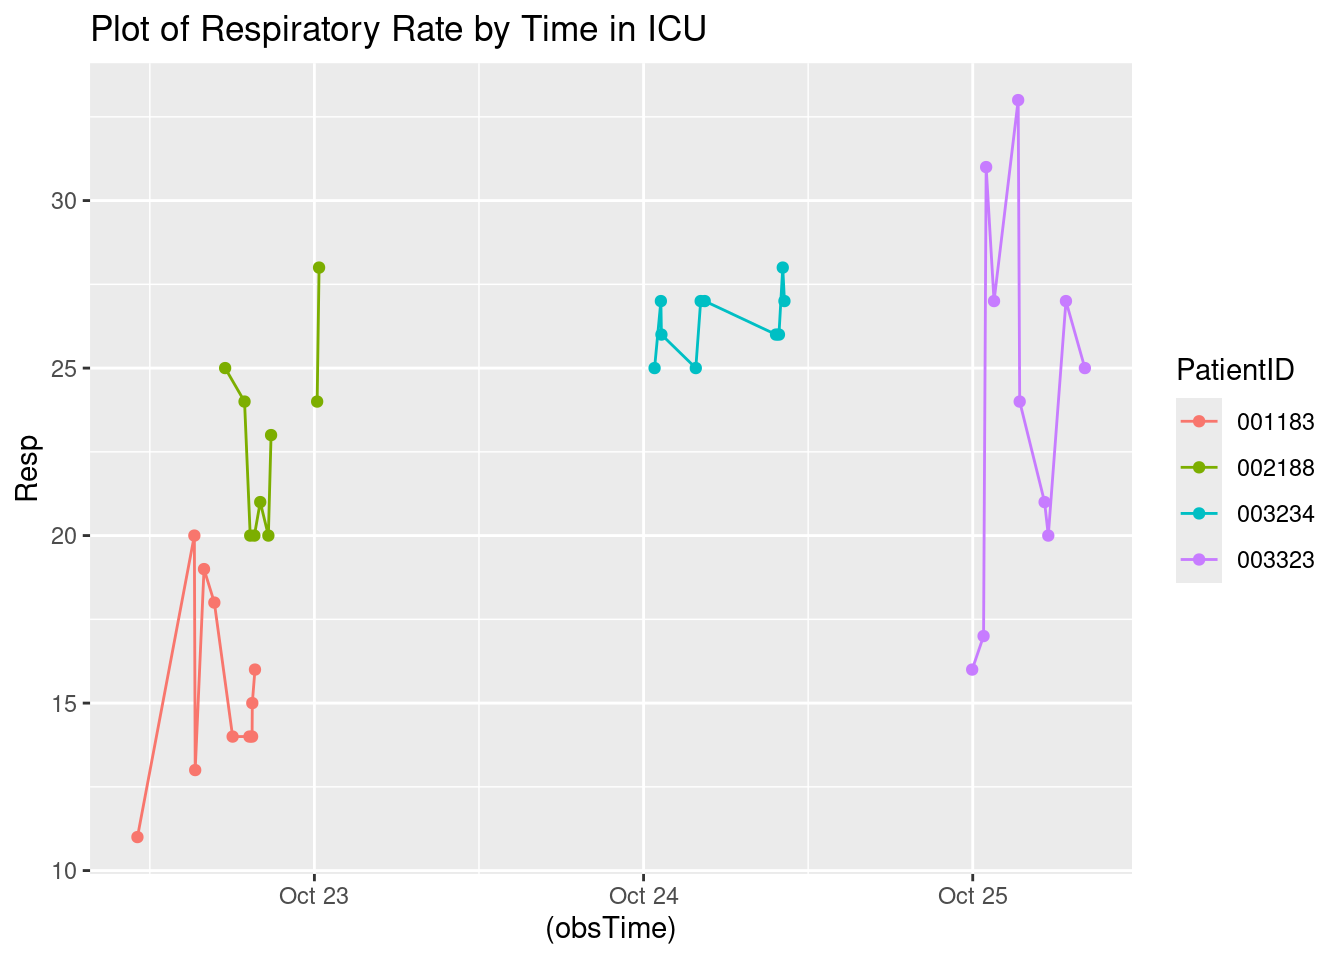 Plot of Respiratory Rate by Time in ICU
30
25
20
15
10
Resp
Oct 23
Oct 24
Oct 25
(obsTime)
PatientID
001183
002188
003234
003323